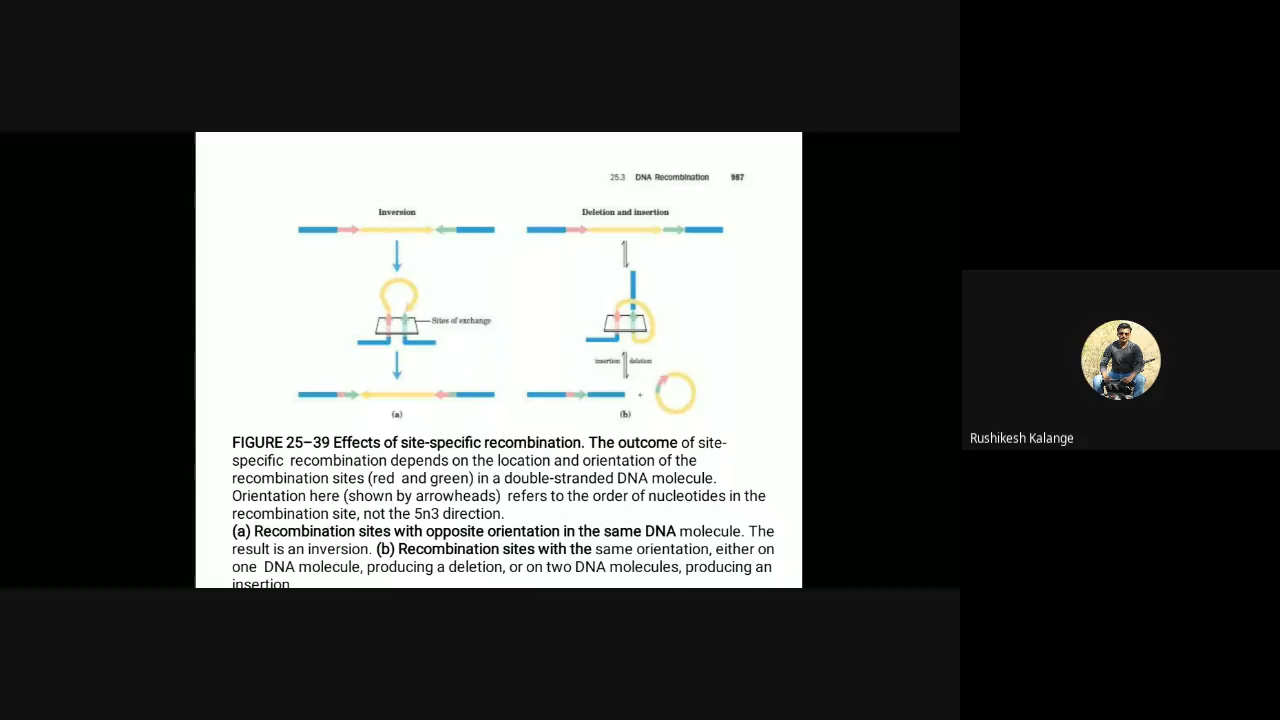 25.3 DNA Recombination 987
Inversion
Deletion and insertion
Sites of exchange
insertion deletion
+
(a)
(b)
FIGURE 25–39 Effects of site-specific recombination. The outcome of site-
specific recombination depends on the location and orientation of the
recombination sites (red and green) in a double-stranded DNA molecule.
Orientation here (shown by arrowheads) refers to the order of nucleotides in the
recombination site, not the 5n3 direction.
(a) Recombination sites with opposite orientation in the same DNA molecule. The
result is an inversion. (b) Recombination sites with the same orientation, either on
one DNA molecule, producing a deletion, or on two DNA molecules, producing an
insertion
Rushikesh Kalange